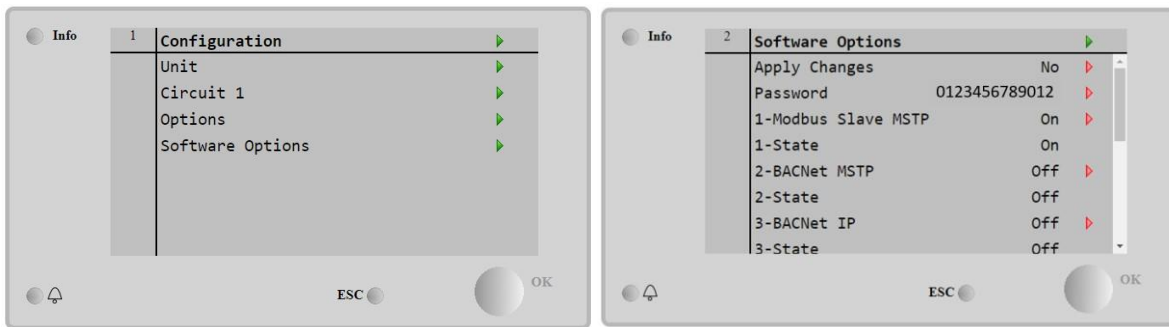 Info
1 Configuration
Unit
Circuit 1
Options
Software Options
OK
ESC
Info
2 Software Options
Apply Changes No
Password 0123456789012
1-Modbus Slave MSTP On
1-State On
2-BACNet MSTP Off
2-State Off
3-BACNet IP Off
3-State Off
OK
ESC